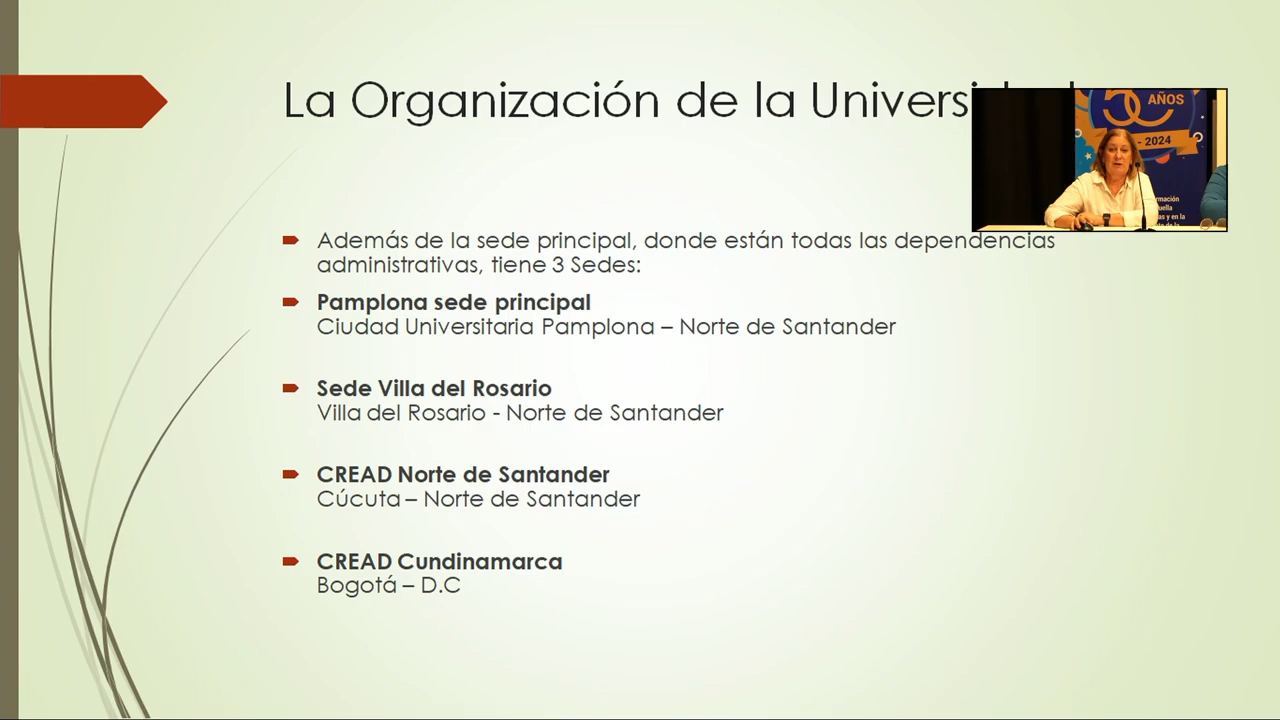 La Organización de la
Además de la sede principal, donde están todas las dependencias
administrativas, tiene 3 Sedes:
Pamplona sede principal
Ciudad Universitaria Pamplona – Norte de Santander
Sede Villa del Rosario
Villa del Rosario - Norte de Santander
CREAD Norte de Santander
Cúcuta – Norte de Santander
CREAD Cundinamarca
Bogotá – D.C
50 AÑOS
- 2024